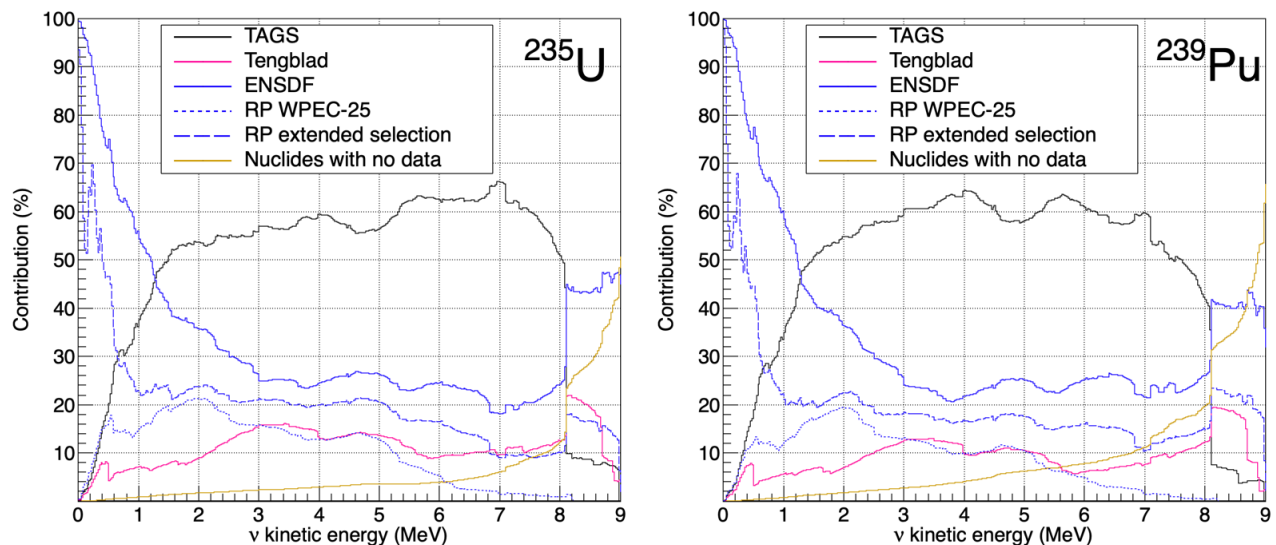 100
90
80
70
60
50
40
30
20
10
Contribution (%)
TAGS
Tengblad
ENSDF
RP WPEC-25
RP extended selection
Nuclides with no data
235U
0 1 2 3 4 5 6 7 8 9
ν kinetic energy (MeV)
100
90
80
70
60
50
40
30
20
10
Contribution (%)
TAGS
Tengblad
ENSDF
RP WPEC-25
RP extended selection
Nuclides with no data
239Pu
0 1 2 3 4 5 6 7 8 9
ν kinetic energy (MeV)